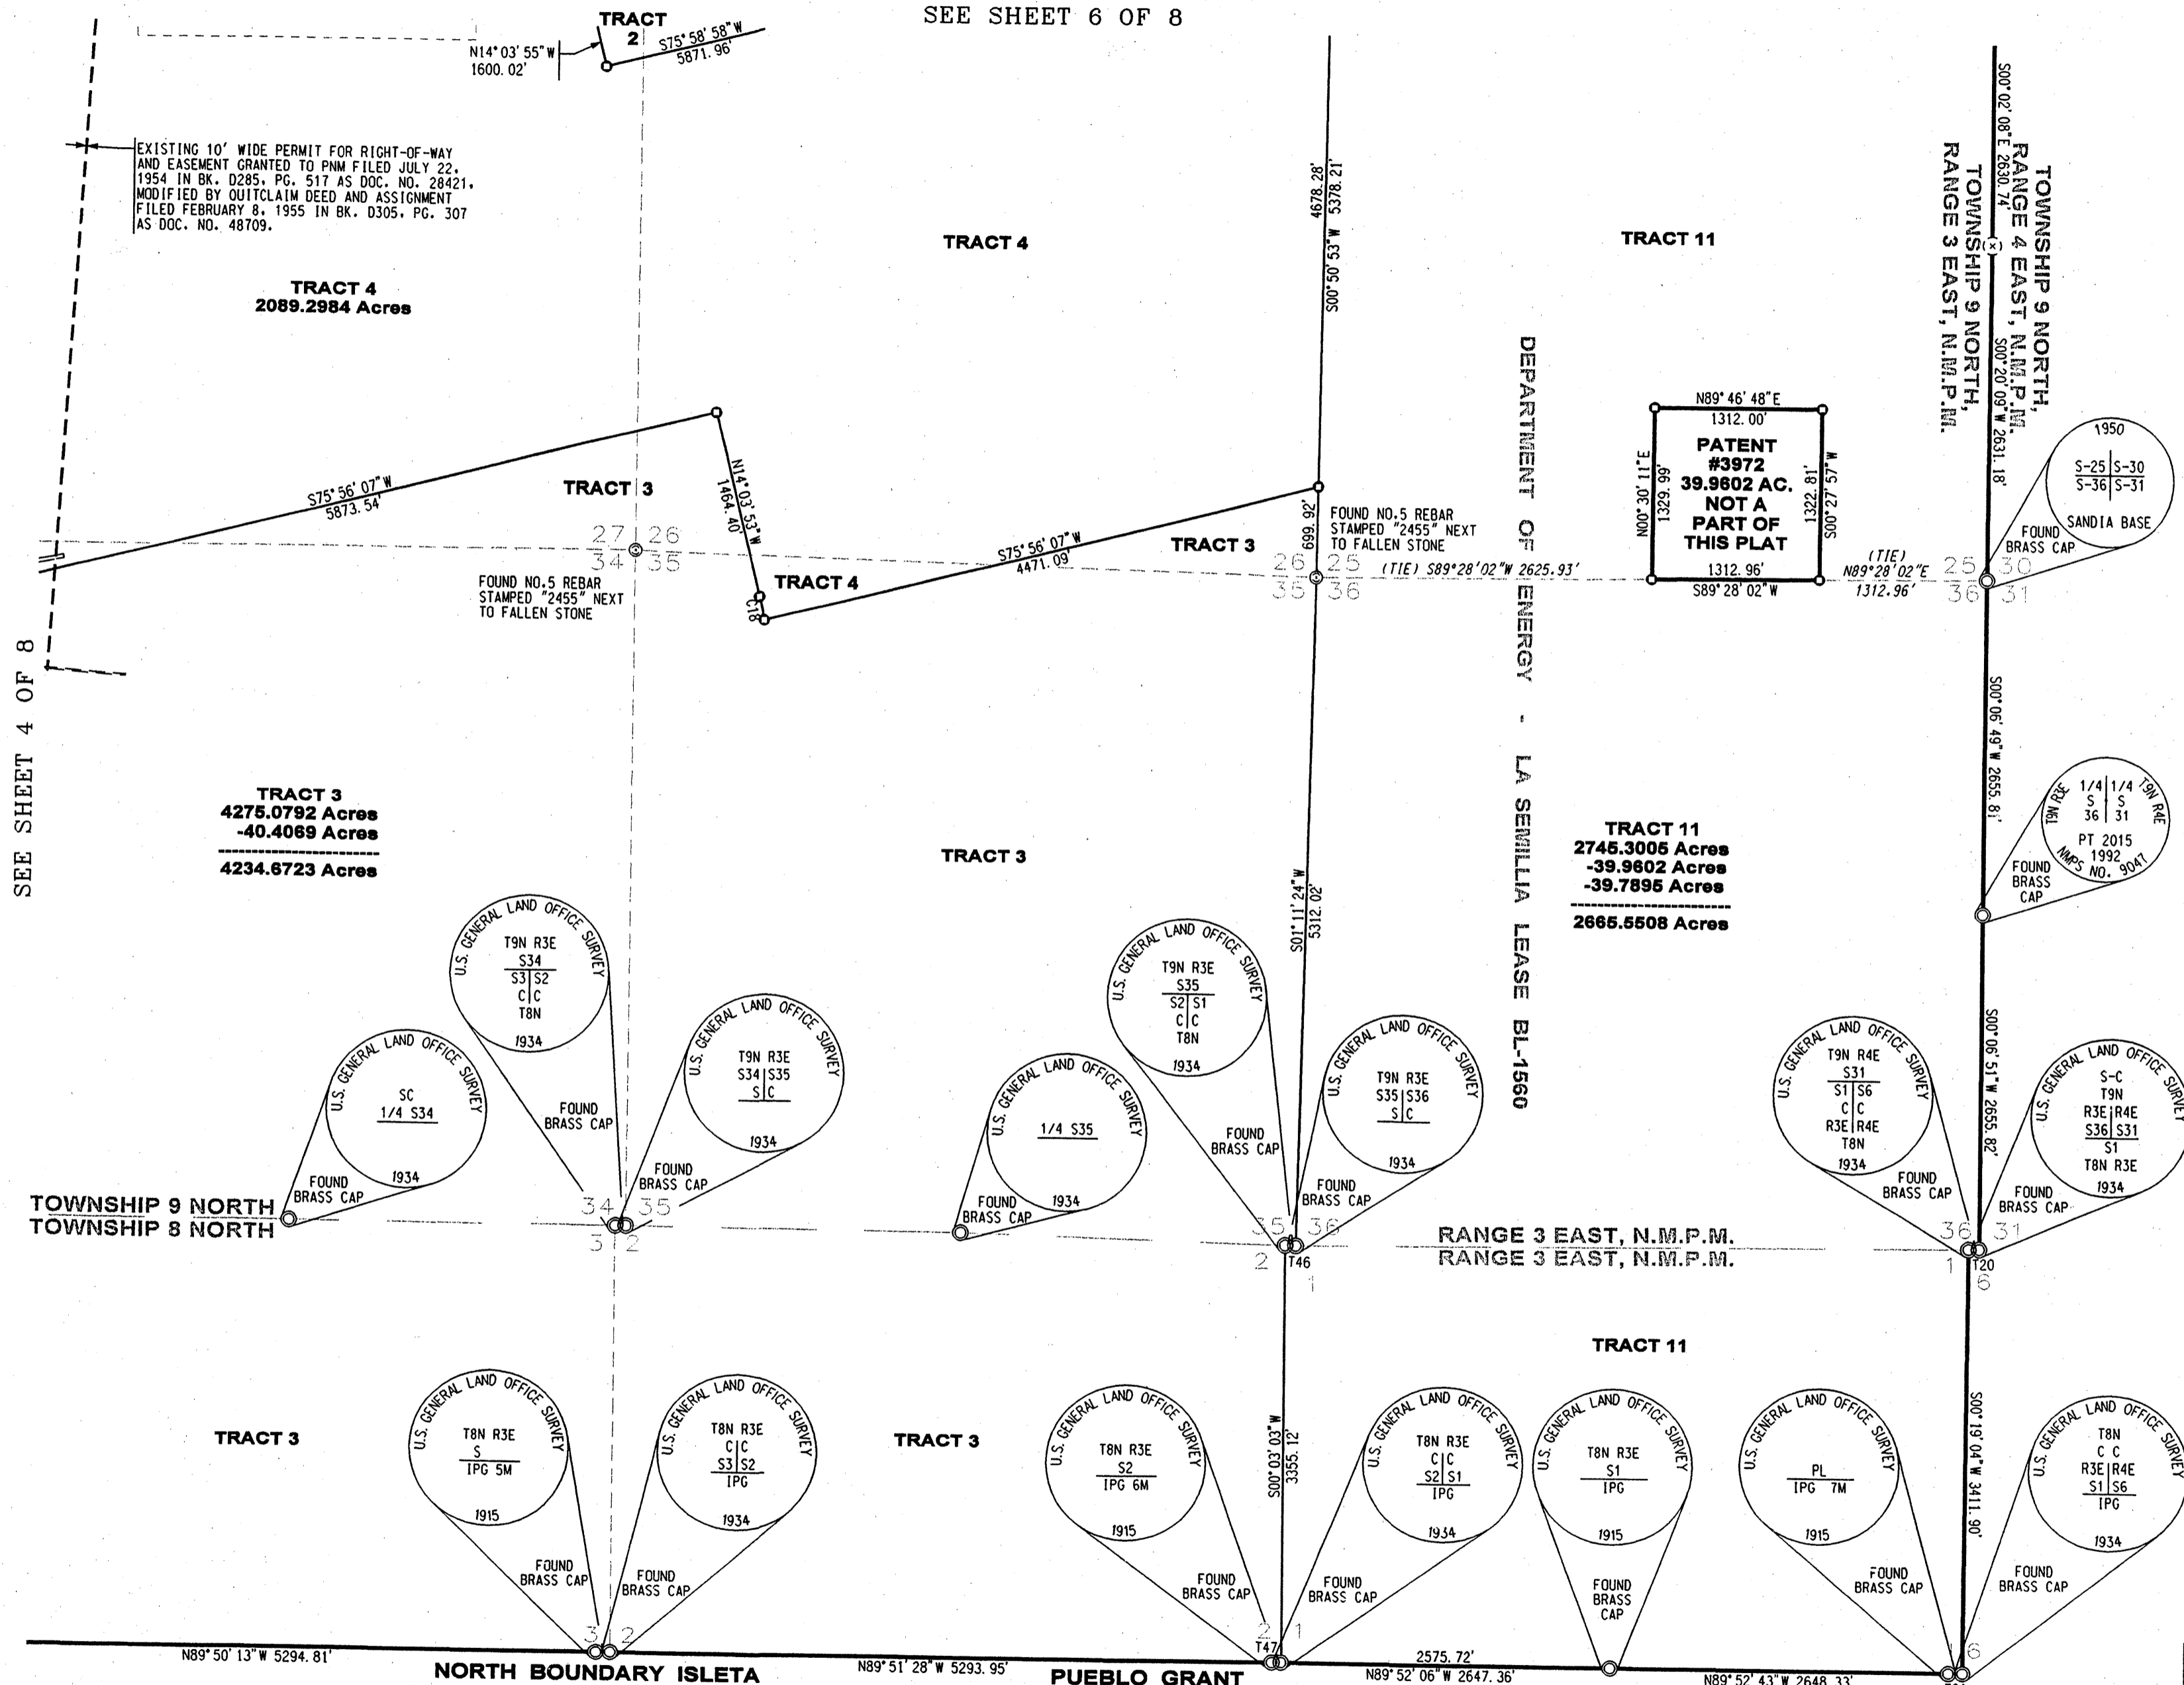 SEE SHEET 6 OF 8
TRACT
2
N14°03'55"W
1600.02'
S75°58'58"W
5871.96'
EXISTING 10' WIDE PERMIT FOR RIGHT-OF-WAY
AND EASEMENT GRANTED TO PNM FILED JULY 22,
1954 IN BK. D285, PG. 517 AS DOC. NO. 28421,
MODIFIED BY QUITCLAIM DEED AND ASSIGNMENT
FILED FEBRUARY 8, 1955 IN BK. D305, PG. 307
AS DOC. NO. 48709.
TRACT 4
2089.2984 Acres
TRACT 4
4678.28'
S00°50'53"W 5378.21'
TRACT 11
S00°02'08"E 2630.74'
TOWNSHIP 9 NORTH,
RANGE 4 EAST, N.M.P.M.
TOWNSHIP 9 NORTH,
RANGE 3 EAST, N.M.P.M.
(x)
S00°20'09"W 2631.18'
DEPARTMENT OF ENERGY - LA SEMILLIA LEASE BL-1560
N89°46'48"E
1312.00'
PATENT
#3972
39.9602 AC.
NOT A
PART OF
THIS PLAT
N00°30'11"E
1329.99'
1322.81'
S00°27'57"W
1312.96'
S89°28'02"W
(TIE)
N89°28'02"E
1312.96'
1950
S-25 S-30
S-36 S-31
SANDIA BASE
FOUND
BRASS CAP
25 30
36 31
S75°56'07"W
5873.54'
TRACT 3
N14°03'53"W
1464.40'
27 26
34 35
FOUND NO.5 REBAR
STAMPED "2455" NEXT
TO FALLEN STONE
TRACT 4
C18
S75°56'07"W
4471.09'
TRACT 3
699.92'
FOUND NO.5 REBAR
STAMPED "2455" NEXT
TO FALLEN STONE
26 25
35 36
(TIE) S89°28'02"W 2625.93'
SEE SHEET 4 OF 8
TRACT 3
4275.0792 Acres
-40.4069 Acres
4234.6723 Acres
TRACT 3
S01°11'24"W
5312.02'
TRACT 11
2745.3005 Acres
-39.9602 Acres
-39.7895 Acres
2665.5508 Acres
S00°06'49"W 2655.81'
T9N R3E
1/4 1/4
S S
36 31
T9N R4E
PT 2015
1992
NMPS NO. 9047
FOUND
BRASS
CAP
S00°06'51"W 2655.82'
U.S. GENERAL LAND OFFICE SURVEY
SC
1/4 S34
1934
FOUND
BRASS CAP
U.S. GENERAL LAND OFFICE SURVEY
T9N R3E
S34
S3 S2
C C
T8N
1934
FOUND
BRASS CAP
U.S. GENERAL LAND OFFICE SURVEY
T9N R3E
S34 S35
S C
1934
FOUND
BRASS CAP
U.S. GENERAL LAND OFFICE SURVEY
1/4 S35
1934
FOUND
BRASS CAP
U.S. GENERAL LAND OFFICE SURVEY
T9N R3E
S35
S2 S1
C C
T8N
1934
FOUND
BRASS CAP
U.S. GENERAL LAND OFFICE SURVEY
T9N R3E
S35 S36
S C
1934
FOUND
BRASS CAP
U.S. GENERAL LAND OFFICE SURVEY
T9N R4E
S31
S1 S6
C C
R3E R4E
T8N
1934
FOUND
BRASS CAP
U.S. GENERAL LAND OFFICE SURVEY
S-C
T9N
R3E R4E
S36 S31
S1
T8N R3E
1934
FOUND
BRASS CAP
TOWNSHIP 9 NORTH
TOWNSHIP 8 NORTH
34 35
3 2
35 36
2 T46
1
RANGE 3 EAST, N.M.P.M.
RANGE 3 EAST, N.M.P.M.
36 31
1 T20
6
TRACT 3
TRACT 3
TRACT 11
S00°03'03"W
3355.12'
S00°19'04"W 3411.90'
U.S. GENERAL LAND OFFICE SURVEY
T8N R3E
S
IPG 5M
1915
FOUND
BRASS CAP
U.S. GENERAL LAND OFFICE SURVEY
T8N R3E
C C
S3 S2
IPG
1934
FOUND
BRASS CAP
U.S. GENERAL LAND OFFICE SURVEY
T8N R3E
S2
IPG 6M
1915
FOUND
BRASS CAP
U.S. GENERAL LAND OFFICE SURVEY
T8N R3E
C C
S2 S1
IPG
1934
FOUND
BRASS CAP
U.S. GENERAL LAND OFFICE SURVEY
T8N R3E
S1
IPG
1915
FOUND
BRASS
CAP
U.S. GENERAL LAND OFFICE SURVEY
PL
IPG 7M
1915
FOUND
BRASS CAP
U.S. GENERAL LAND OFFICE SURVEY
T8N
C C
R3E R4E
S1 S6
IPG
1934
FOUND
BRASS CAP
3 2
2 1
T47
6
N89°50'13"W 5294.81'
NORTH BOUNDARY ISLETA
N89°51'28"W 5293.95'
PUEBLO GRANT
2575.72'
N89°52'06"W 2647.36'
N89°52'43"W 2648.33'